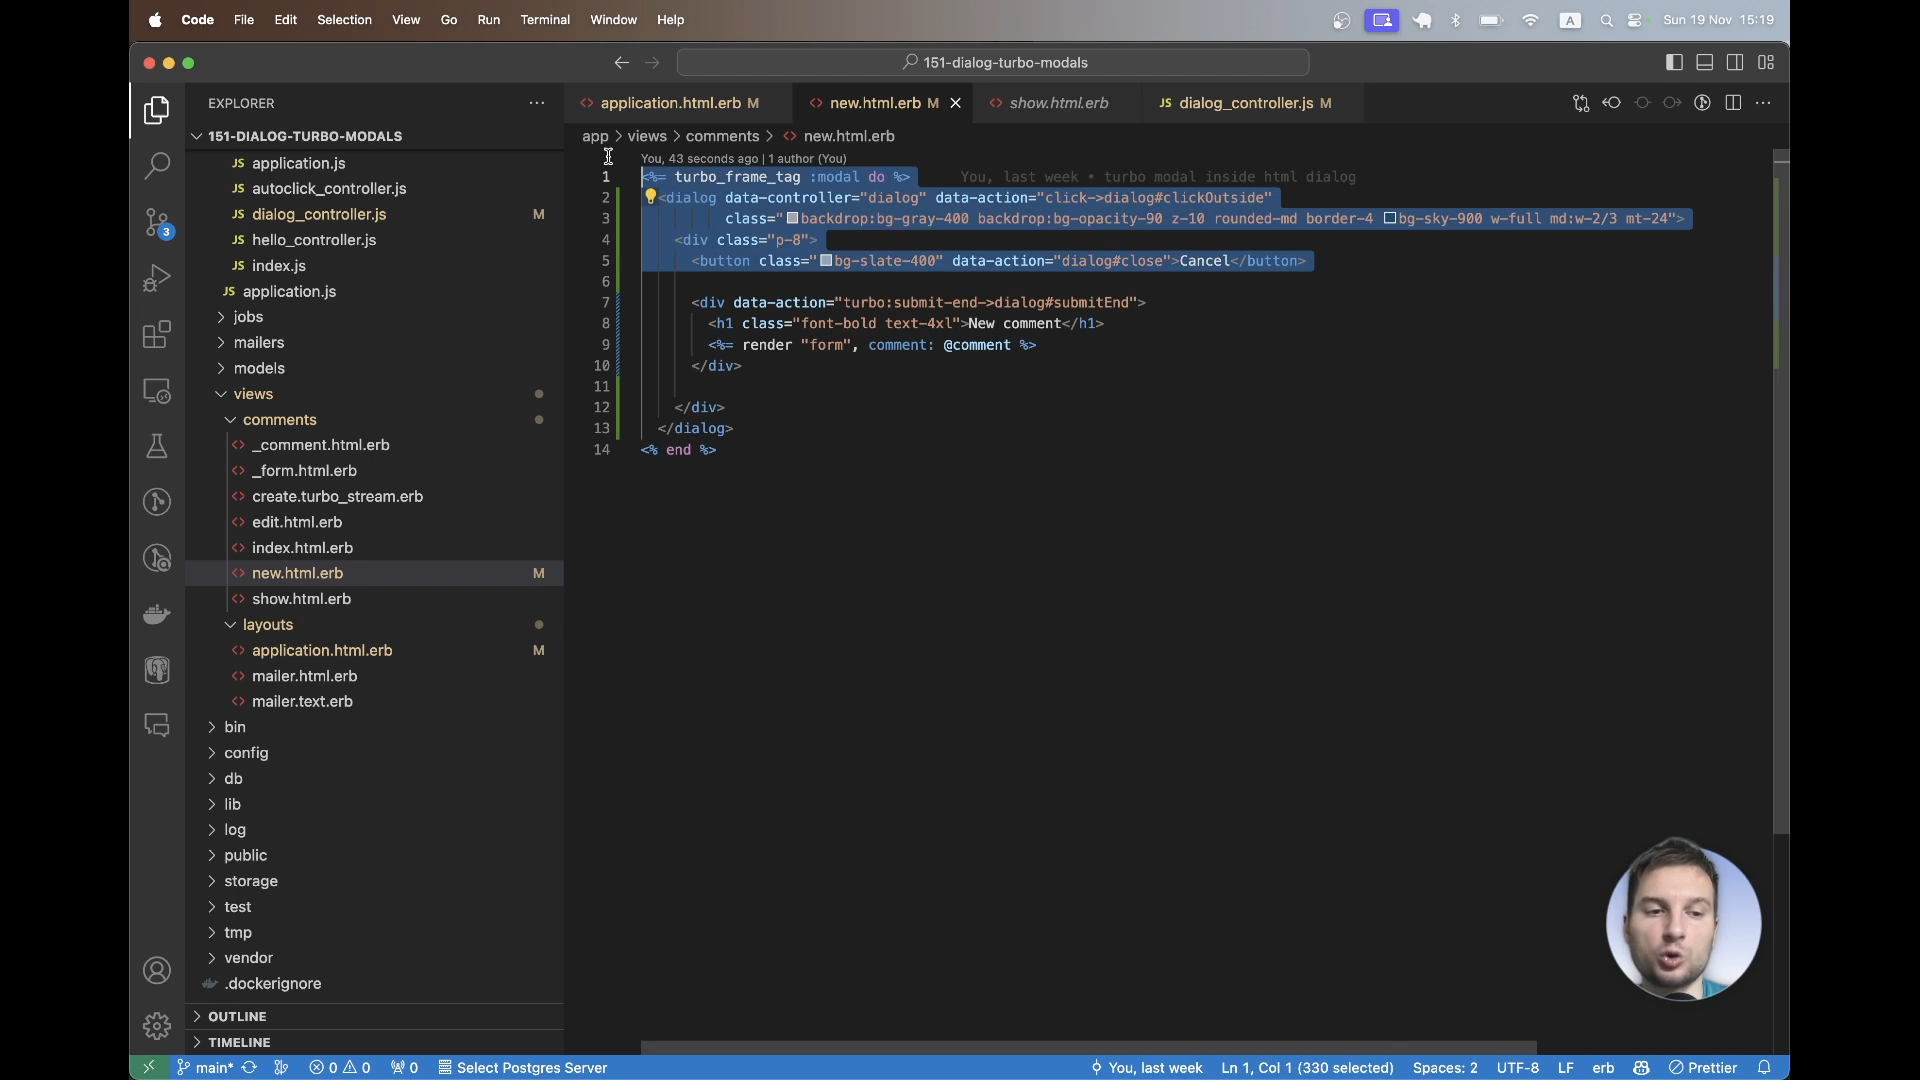 Code File Edit Selection View Go Run Terminal Window Help
A Sun 19 Nov 15:19
151-dialog-turbo-modals
EXPLORER
151-DIALOG-TURBO-MODALS
JS application.js
JS autoclick_controller.js
JS dialog_controller.js M
JS hello_controller.js
JS index.js
JS application.js
jobs
mailers
models
views
comments
_comment.html.erb
_form.html.erb
create.turbo_stream.erb
edit.html.erb
index.html.erb
new.html.erb M
show.html.erb
layouts
application.html.erb M
mailer.html.erb
mailer.text.erb
bin
config
db
lib
log
public
storage
test
tmp
vendor
.dockerignore
OUTLINE
TIMELINE
3
application.html.erb M new.html.erb M show.html.erb JS dialog_controller.js M
app > views > comments > new.html.erb
You, 43 seconds ago | 1 author (You)
1 <%= turbo_frame_tag :modal do %> You, last week • turbo modal inside html dialog
2 <dialog data-controller="dialog" data-action="click->dialog#clickOutside"
3 class="backdrop:bg-gray-400 backdrop:bg-opacity-90 z-10 rounded-md border-4 bg-sky-900 w-full md:w-2/3 mt-24">
4 <div class="p-8">
5 <button class="bg-slate-400" data-action="dialog#close">Cancel</button>
6
7 <div data-action="turbo:submit-end->dialog#submitEnd">
8 <h1 class="font-bold text-4xl">New comment</h1>
9 <%= render "form", comment: @comment %>
10 </div>
11
12 </div>
13 </dialog>
14 <% end %>
main* 0 0 0 Select Postgres Server You, last week Ln 1, Col 1 (330 selected) Spaces: 2 UTF-8 LF erb Prettier